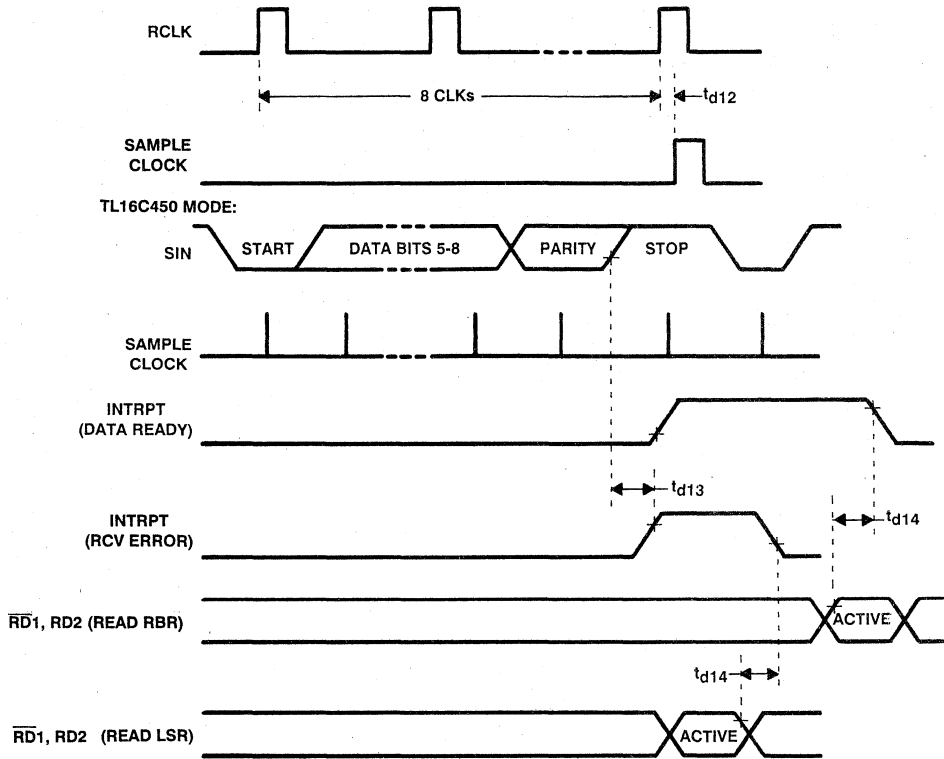 RCLK
8 CLKs
td12
SAMPLE
CLOCK
TL16C450 MODE:
SIN
START
DATA BITS 5-8
PARITY
STOP
SAMPLE
CLOCK
INTRPT
(DATA READY)
td13
td14
INTRPT
(RCV ERROR)
RD1, RD2 (READ RBR)
ACTIVE
td14
RD1, RD2 (READ LSR)
ACTIVE